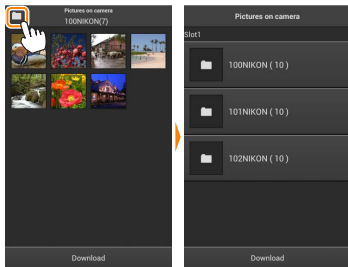 Pictures on camera
100NIKON(7)
Download
Pictures on camera
Slot1
100NIKON ( 10 )
101NIKON ( 10 )
102NIKON ( 10 )
Download